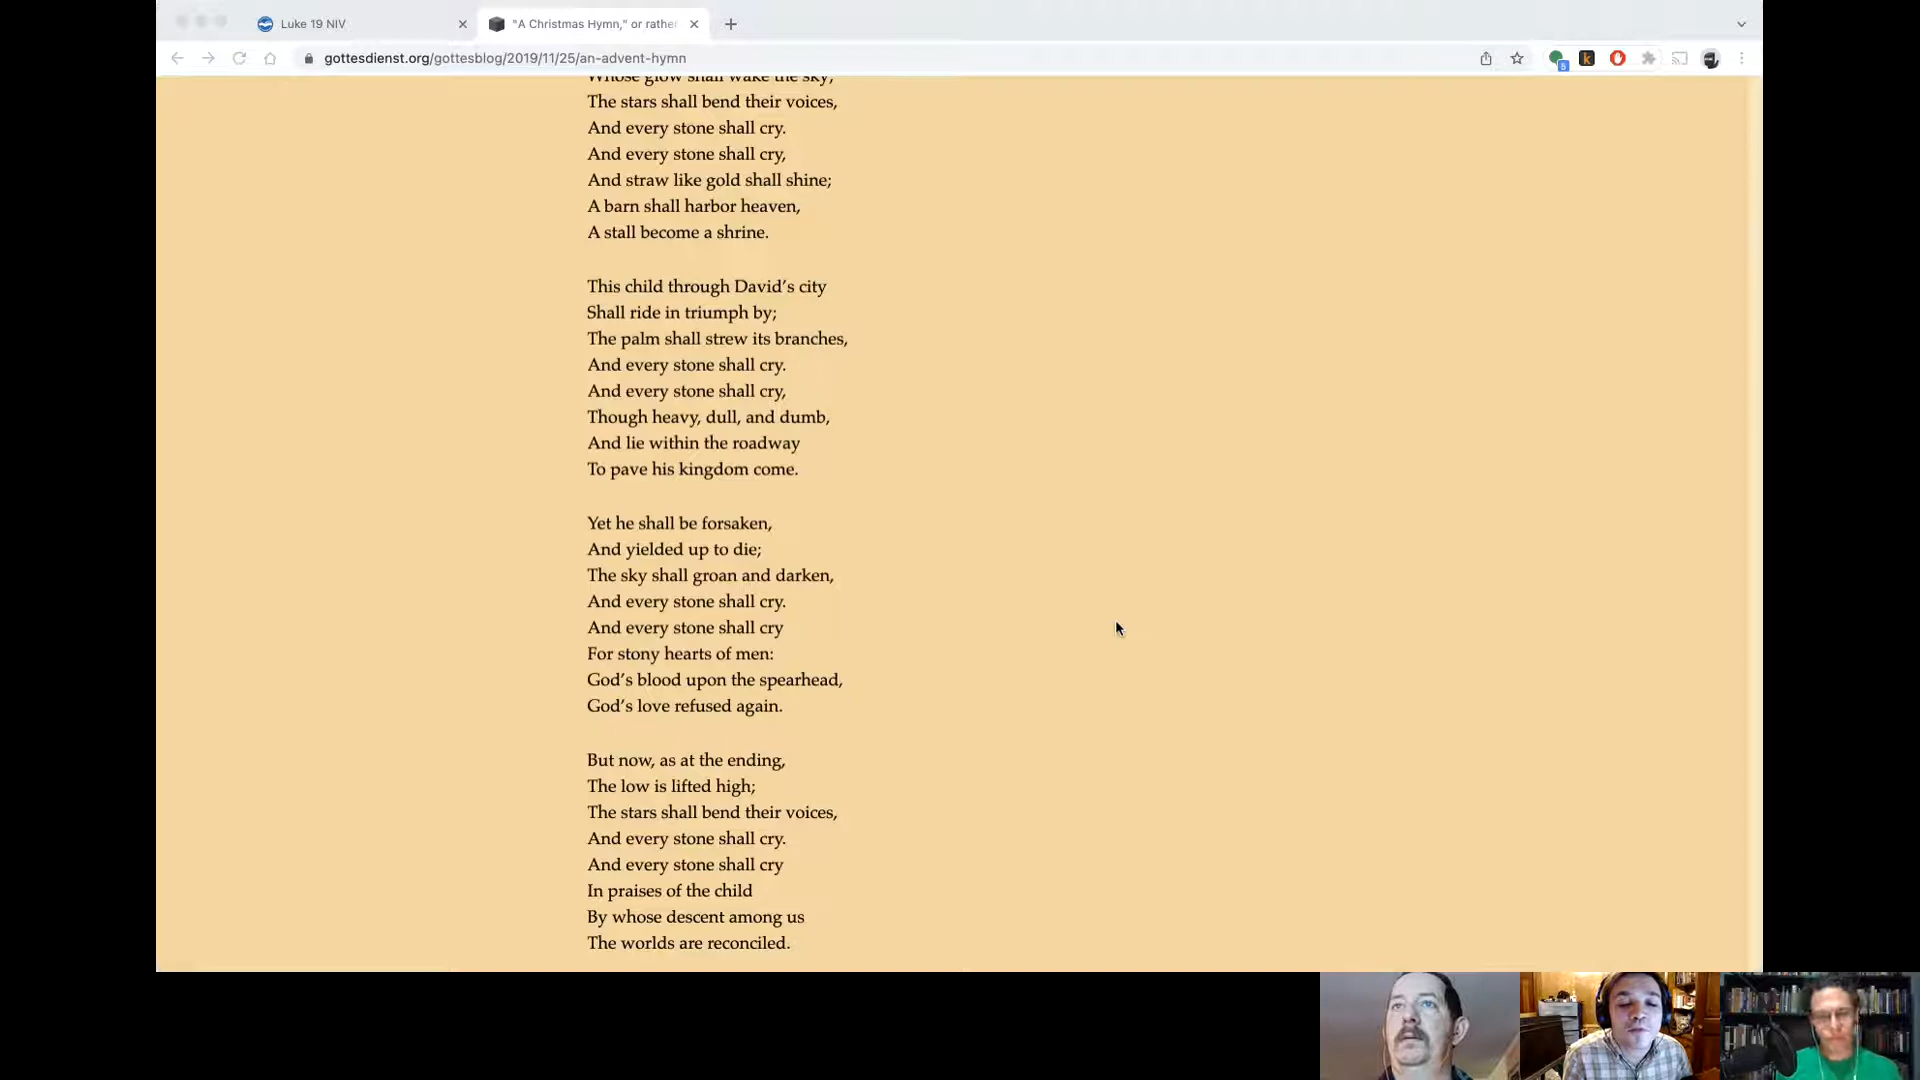 Luke 19 NIV
"A Christmas Hymn," or rathe
gottesdienst.org/gottesblog/2019/11/25/an-advent-hymn
5
k
Whose glow shall wake the sky;
The stars shall bend their voices,
And every stone shall cry.
And every stone shall cry,
And straw like gold shall shine;
A barn shall harbor heaven,
A stall become a shrine.
This child through David's city
Shall ride in triumph by;
The palm shall strew its branches,
And every stone shall cry.
And every stone shall cry,
Though heavy, dull, and dumb,
And lie within the roadway
To pave his kingdom come.
Yet he shall be forsaken,
And yielded up to die;
The sky shall groan and darken,
And every stone shall cry.
And every stone shall cry
For stony hearts of men:
God's blood upon the spearhead,
God's love refused again.
But now, as at the ending,
The low is lifted high;
The stars shall bend their voices,
And every stone shall cry.
And every stone shall cry
In praises of the child
By whose descent among us
The worlds are reconciled.